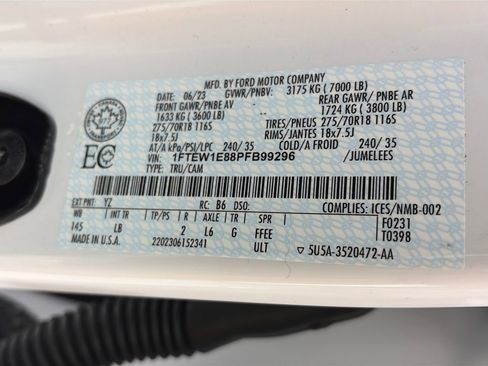 MFD. BY FORD MOTOR COMPANY
DATE: 06/23 GVWR/PNBV: 3175 KG ( 7000 LB)
FRONT GAWR/ PNBE AV REAR GAWR/ PNBE AR
1633 KG ( 3600 LB) 1724 KG ( 3800 LB)
275/70R18 116S TIRES/PNEUS 275/70R18 116S
18x7.5J RIMS/JANTES 18x7.5J
AT/A kPa/PSI/LPC 240/ 35 COLD/A FROID 240/ 35
VIN: 1FTEW1E88PFB99296 /JUMELEES
TYPE: TRU/CAM
EC
EXT PNT: YZ RC: B6 DSO: COMPLIES: ICES/NMB-002
WB INT TR TP/PS R AXLE TR SPR F0231
145 LB 2 L6 G FFEE T0398
MADE IN U.S.A. 2202306152341 ULT ▽ 5U5A-3520472-AA